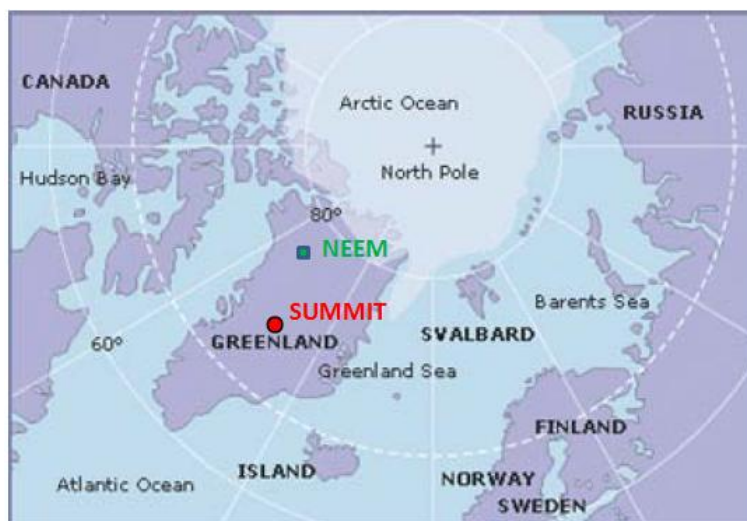 CANADA
Arctic Ocean
RUSSIA
Hudson Bay
North Pole
80º
NEEM
Barents Sea
SUMMIT
SVALBARD
GREENLAND
60º
Greenland Sea
FINLAND
ISLAND
NORWAY
Atlantic Ocean
SWEDEN